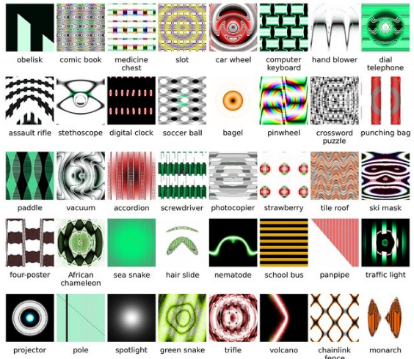 obelisk comic book medicine slot car wheel computer hand blower dial
chest keyboard telephone
assault rifle stethoscope digital clock soccer ball bagel pinwheel crossword punching bag
puzzle
paddle vacuum accordion screwdriver photocopier strawberry tile roof ski mask
four-poster African sea snake hair slide nematode school bus panpipe traffic light
chameleon
projector pole spotlight green snake trifle volcano chainlink monarch
fence